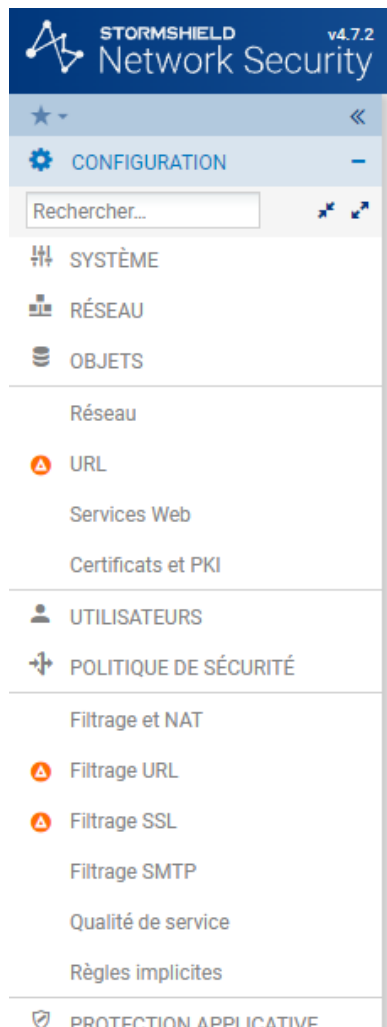 STORMSHIELD v4.7.2
Network Security
CONFIGURATION
Rechercher...
SYSTÈME
RÉSEAU
OBJETS
Réseau
URL
Services Web
Certificats et PKI
UTILISATEURS
POLITIQUE DE SÉCURITÉ
Filtrage et NAT
Filtrage URL
Filtrage SSL
Filtrage SMTP
Qualité de service
Règles implicites
PROTECTION APPLICATIVE